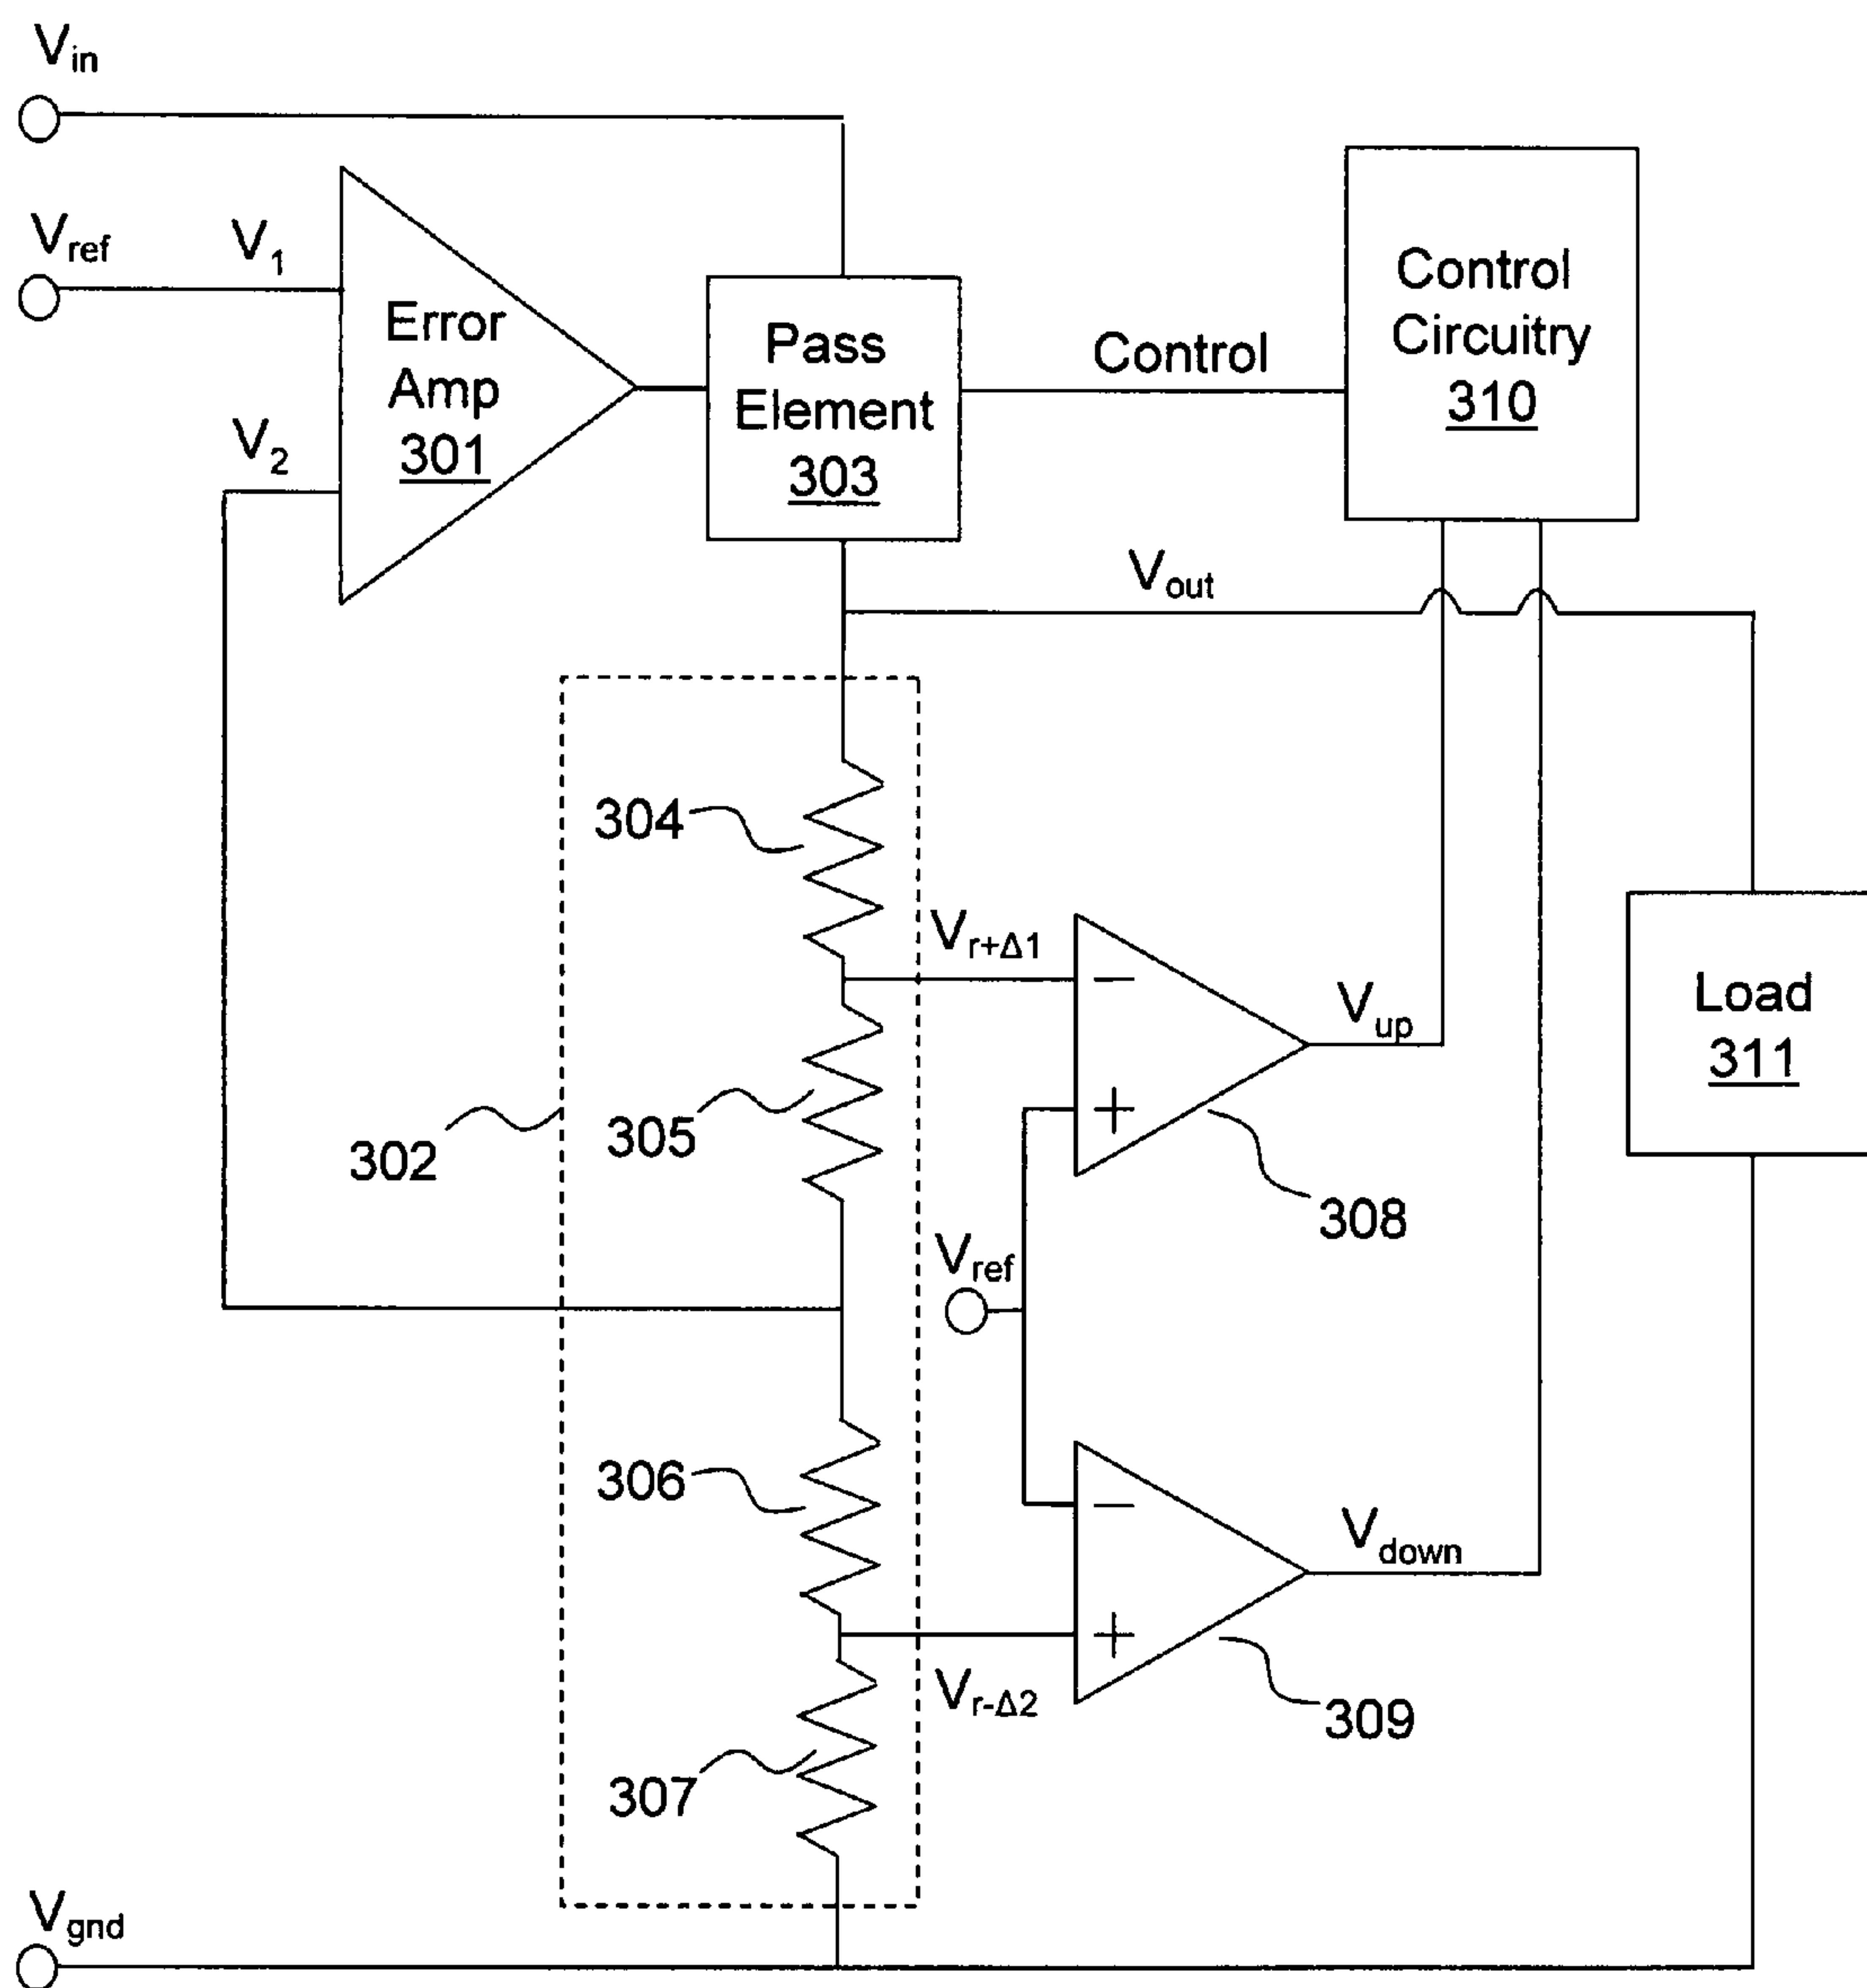 Vin
Vref
V1
Error
Amp
301
V2
Pass
Element
303
Control
Control
Circuitry
310
Vout
304
Vr+Δ1
−
Vup
Load
311
305
302
+
308
Vref
306
−
Vdown
+
Vr-Δ2
309
307
Vgnd